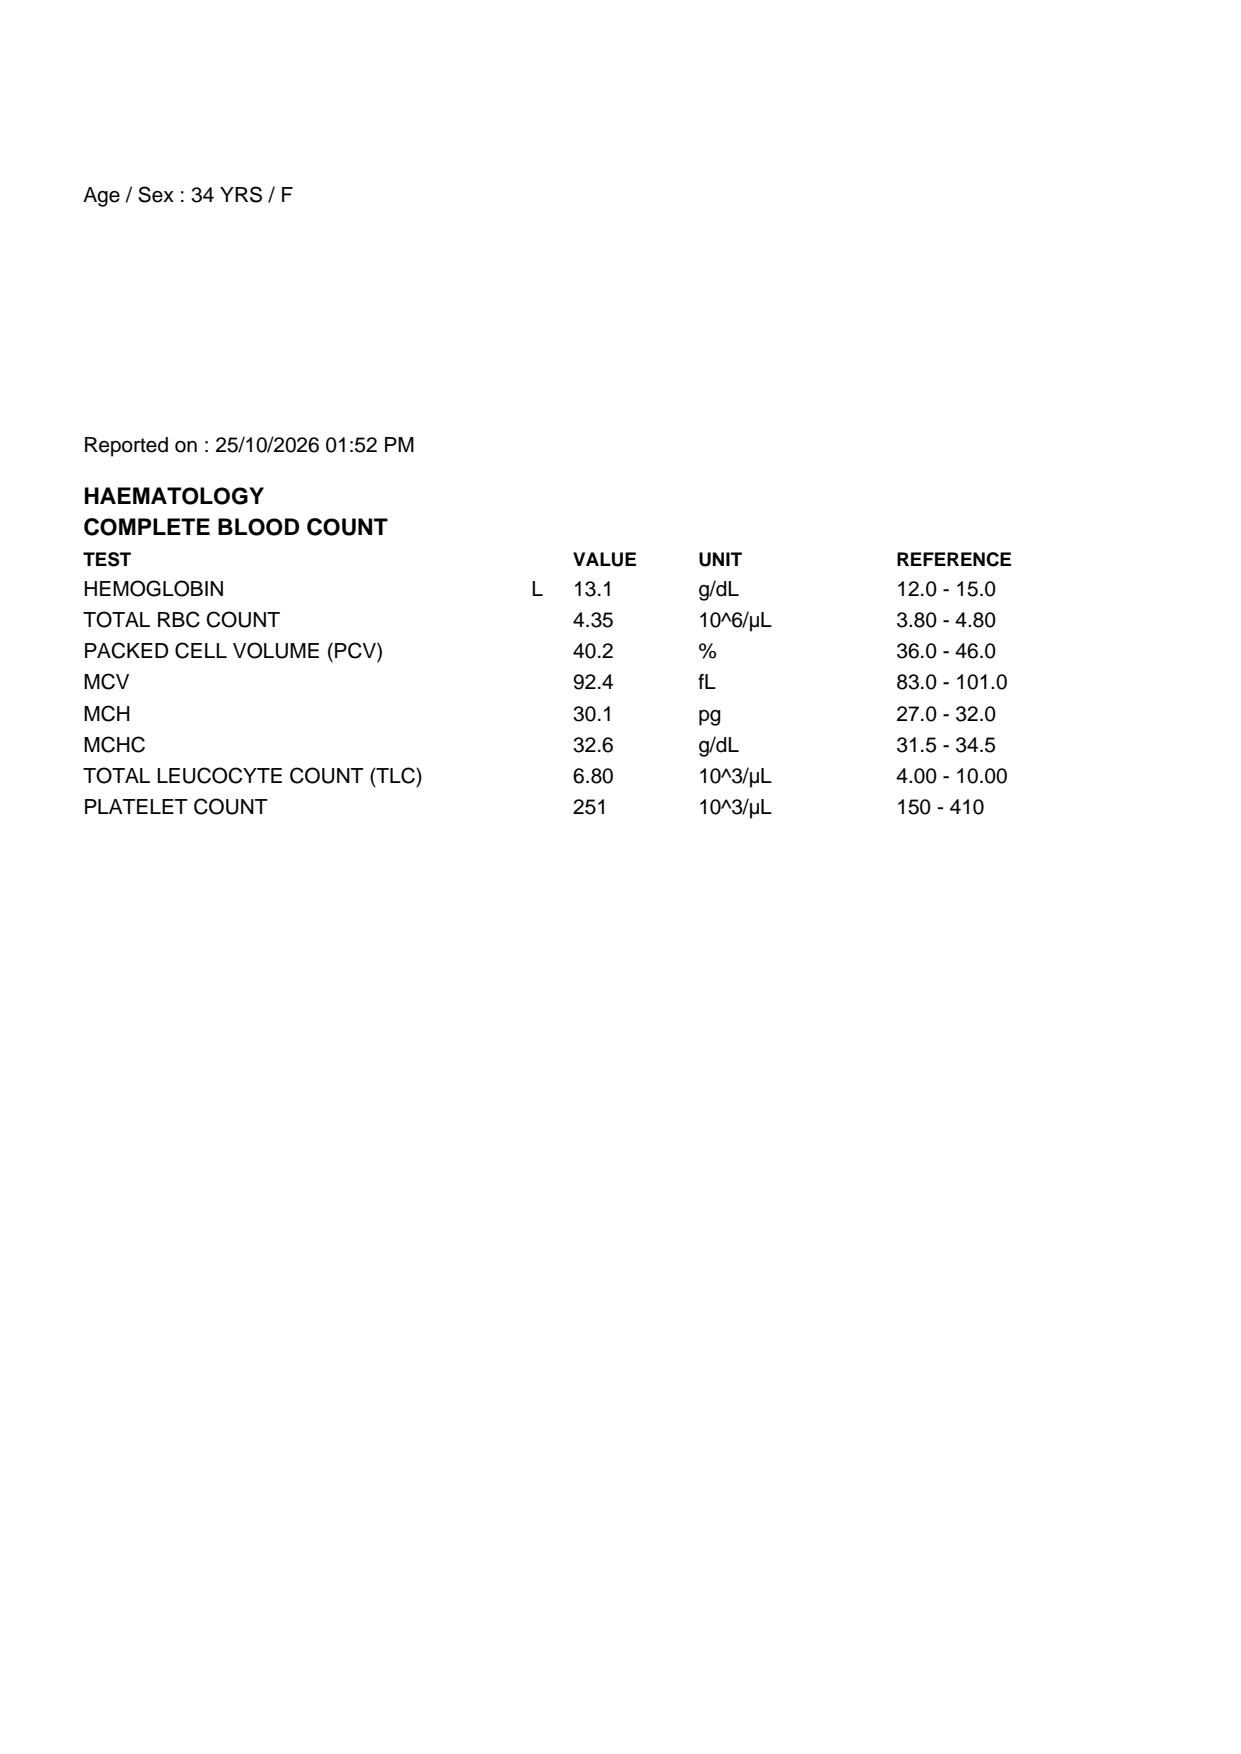 Age / Sex : 34 YRS / F
Reported on : 25/10/2026 01:52 PM
HAEMATOLOGY
COMPLETE BLOOD COUNT
TEST VALUE UNIT REFERENCE
HEMOGLOBIN L 13.1 g/dL 12.0 - 15.0
TOTAL RBC COUNT 4.35 10^6/µL 3.80 - 4.80
PACKED CELL VOLUME (PCV) 40.2 % 36.0 - 46.0
MCV 92.4 fL 83.0 - 101.0
MCH 30.1 pg 27.0 - 32.0
MCHC 32.6 g/dL 31.5 - 34.5
TOTAL LEUCOCYTE COUNT (TLC) 6.80 10^3/µL 4.00 - 10.00
PLATELET COUNT 251 10^3/µL 150 - 410